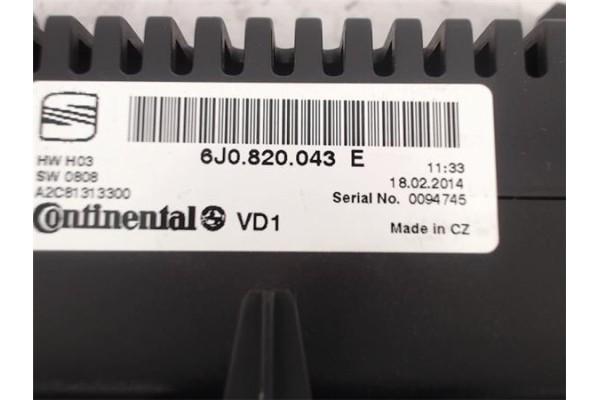 6J0.820.043 E
HW H03
SW 0808
A2C81313300
11:33
18.02.2014
Serial No. 0094745
Continental VD1
Made in CZ